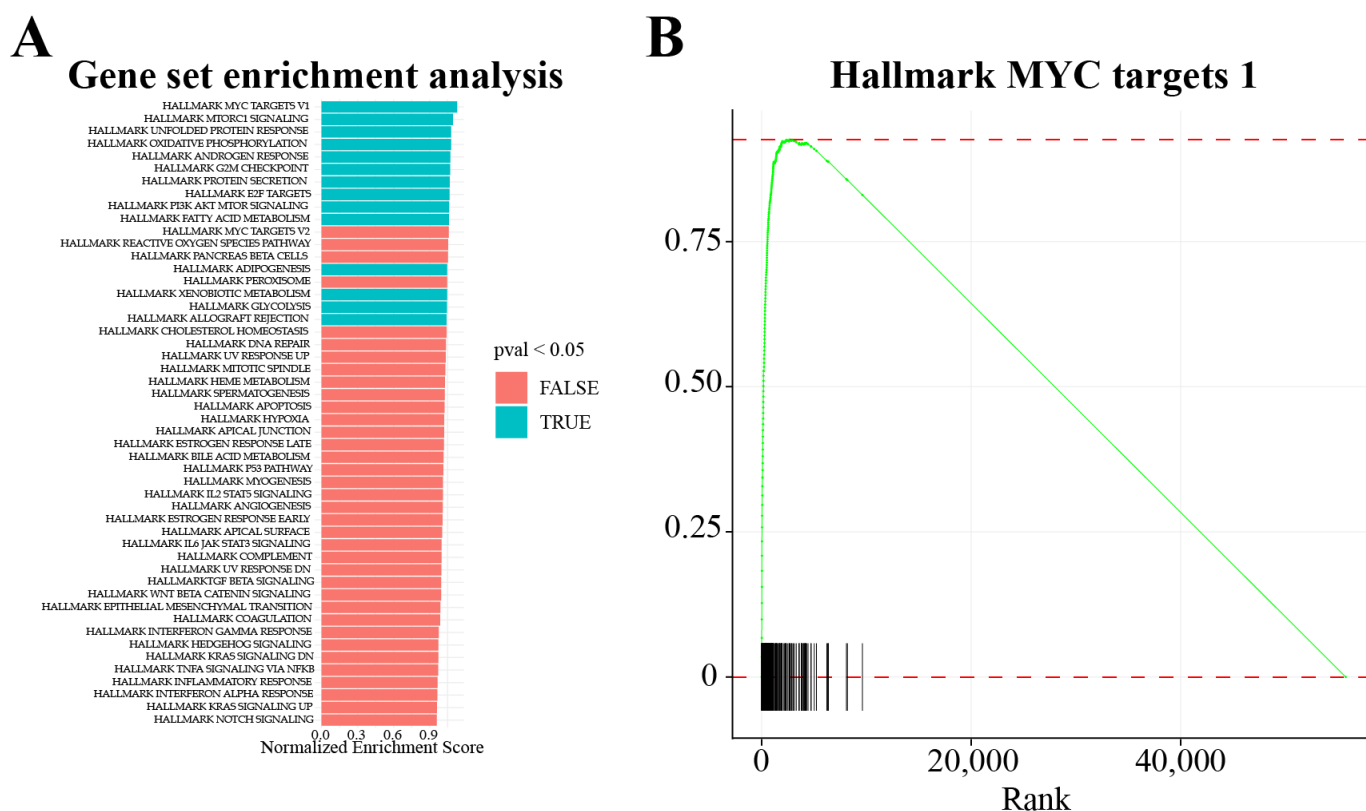 A
Gene set enrichment analysis
HALLMARK MYC TARGETS V1
HALLMARK MTORC1 SIGNALING
HALLMARK UNFOLDED PROTEIN RESPONSE
HALLMARK OXIDATIVE PHOSPHORYLATION
HALLMARK ANDROGEN RESPONSE
HALLMARK G2M CHECKPOINT
HALLMARK PROTEIN SECRETION
HALLMARK E2F TARGETS
HALLMARK PI3K AKT MTOR SIGNALING
HALLMARK FATTY ACID METABOLISM
HALLMARK MYC TARGETS V2
HALLMARK REACTIVE OXYGEN SPECIES PATHWAY
HALLMARK PANCREAS BETA CELLS
HALLMARK ADIPOGENESIS
HALLMARK PEROXISOME
HALLMARK XENOBIOTIC METABOLISM
HALLMARK GLYCOLYSIS
HALLMARK ALLOGRAFT REJECTION
HALLMARK CHOLESTEROL HOMEOSTASIS
HALLMARK DNA REPAIR
HALLMARK UV RESPONSE UP
HALLMARK MITOTIC SPINDLE
HALLMARK HEME METABOLISM
HALLMARK SPERMATOGENESIS
HALLMARK APOPTOSIS
HALLMARK HYPOXIA
HALLMARK APICAL JUNCTION
HALLMARK ESTROGEN RESPONSE LATE
HALLMARK BILE ACID METABOLISM
HALLMARK P53 PATHWAY
HALLMARK MYOGENESIS
HALLMARK IL2 STAT5 SIGNALING
HALLMARK ANGIOGENESIS
HALLMARK ESTROGEN RESPONSE EARLY
HALLMARK APICAL SURFACE
HALLMARK IL6 JAK STAT3 SIGNALING
HALLMARK COMPLEMENT
HALLMARK UV RESPONSE DN
HALLMARKTGF BETA SIGNALING
HALLMARK WNT BETA CATENIN SIGNALING
HALLMARK EPITHELIAL MESENCHYMAL TRANSITION
HALLMARK COAGULATION
HALLMARK INTERFERON GAMMA RESPONSE
HALLMARK HEDGEHOG SIGNALING
HALLMARK KRAS SIGNALING DN
HALLMARK TNFA SIGNALING VIA NFKB
HALLMARK INFLAMMATORY RESPONSE
HALLMARK INTERFERON ALPHA RESPONSE
HALLMARK KRAS SIGNALING UP
HALLMARK NOTCH SIGNALING
0.0 0.3 0.6 0.9
Normalized Enrichment Score
pval < 0.05
FALSE
TRUE
B
Hallmark MYC targets 1
0.75
0.50
0.25
0
0 20,000 40,000
Rank